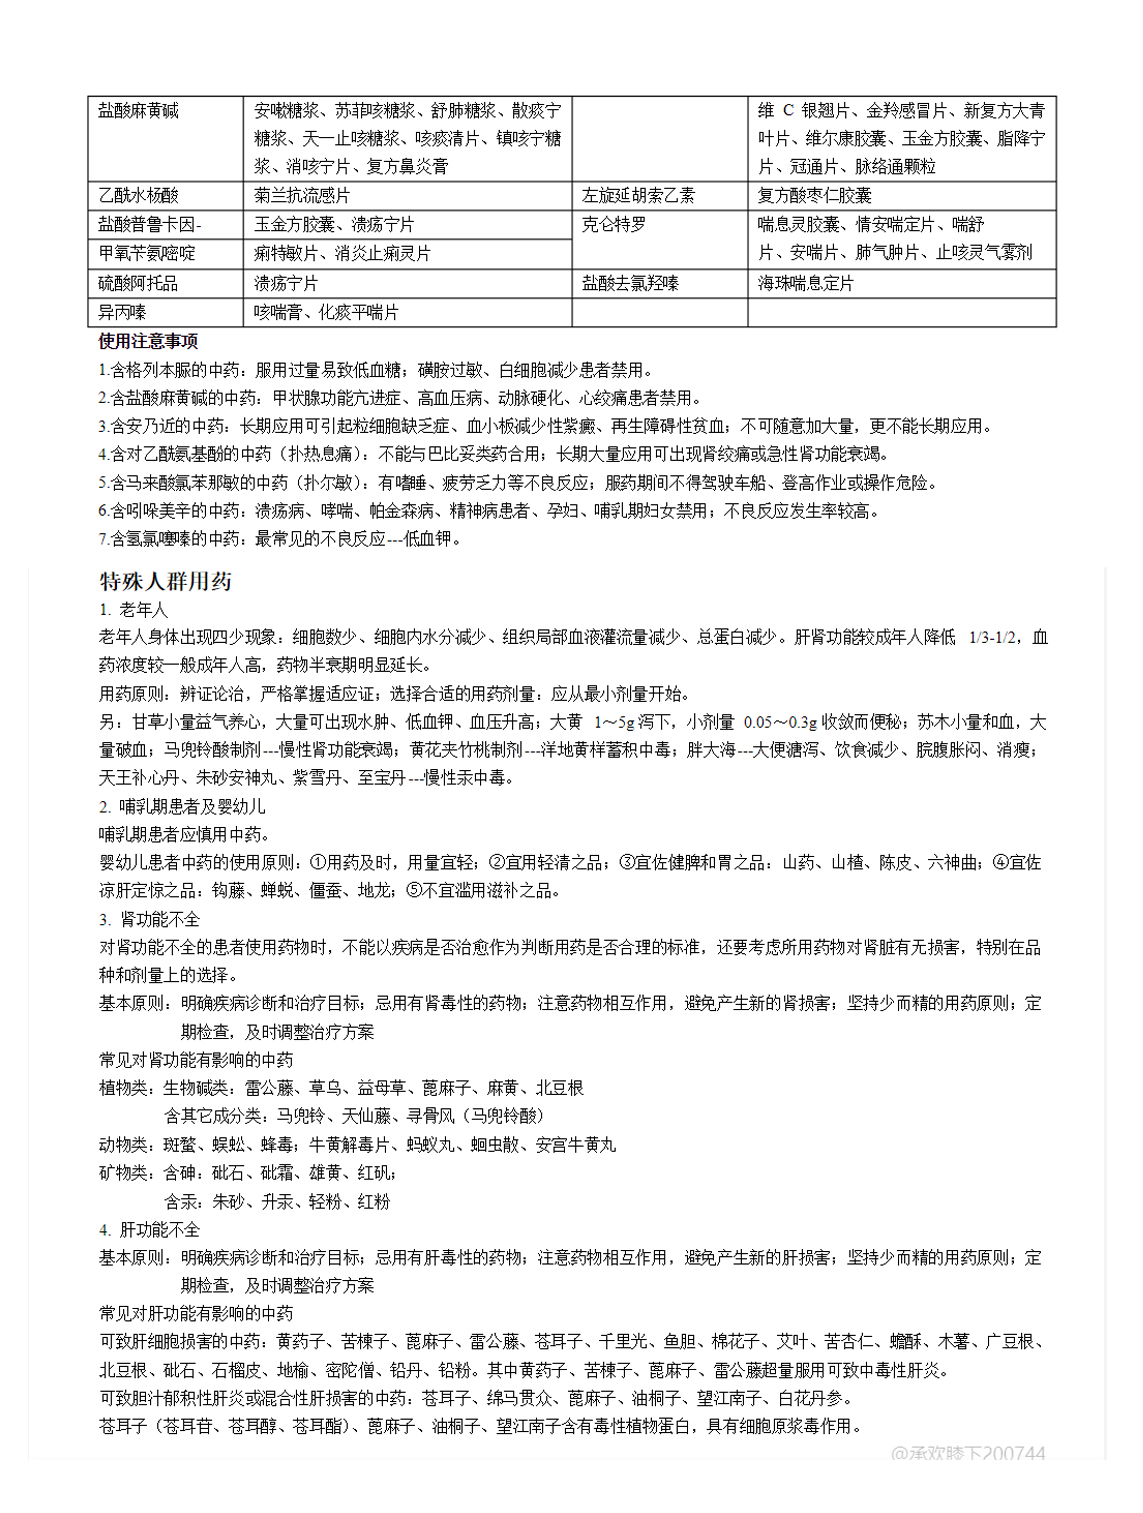 盐酸麻黄碱 安嗽糖浆、苏菲咳糖浆、舒肺糖浆、散痰宁 维 C 银翘片、金羚感冒片、新复方大青
糖浆、天一止咳糖浆、咳痰清片、镇咳宁糖 叶片、维尔康胶囊、玉金方胶囊、脂降宁
浆、消咳宁片、复方鼻炎膏 片、冠通片、脉络通颗粒
乙酰水杨酸 菊兰抗流感片 左旋延胡索乙素 复方酸枣仁胶囊
盐酸普鲁卡因- 玉金方胶囊、溃疡宁片 克仑特罗 喘息灵胶囊、情安喘定片、喘舒
甲氧苄氨嘧啶 痢特敏片、消炎止痢灵片 片、安喘片、肺气肿片、止咳灵气雾剂
硫酸阿托品 溃疡宁片 盐酸去氯羟嗪 海珠喘息定片
异丙嗪 咳喘膏、化痰平喘片
使用注意事项
1.含格列本脲的中药：服用过量易致低血糖；磺胺过敏、白细胞减少患者禁用。
2.含盐酸麻黄碱的中药：甲状腺功能亢进症、高血压病、动脉硬化、心绞痛患者禁用。
3.含安乃近的中药：长期应用可引起粒细胞缺乏症、血小板减少性紫癜、再生障碍性贫血；不可随意加大量，更不能长期应用。
4.含对乙酰氨基酚的中药（扑热息痛）：不能与巴比妥类药合用；长期大量应用可出现肾绞痛或急性肾功能衰竭。
5.含马来酸氯苯那敏的中药（扑尔敏）：有嗜睡、疲劳乏力等不良反应；服药期间不得驾驶车船、登高作业或操作危险。
6.含吲哚美辛的中药：溃疡病、哮喘、帕金森病、精神病患者、孕妇、哺乳期妇女禁用；不良反应发生率较高。
7.含氢氯噻嗪的中药：最常见的不良反应---低血钾。
特殊人群用药
1. 老年人
老年人身体出现四少现象：细胞数少、细胞内水分减少、组织局部血液灌流量减少、总蛋白减少。肝肾功能较成年人降低 1/3-1/2，血
药浓度较一般成年人高，药物半衰期明显延长。
用药原则：辨证论治，严格掌握适应证；选择合适的用药剂量：应从最小剂量开始。
另：甘草小量益气养心，大量可出现水肿、低血钾、血压升高；大黄 1～5g 泻下，小剂量 0.05～0.3g 收敛而便秘；苏木小量和血，大
量破血；马兜铃酸制剂---慢性肾功能衰竭；黄花夹竹桃制剂---洋地黄样蓄积中毒；胖大海---大便溏泻、饮食减少、脘腹胀闷、消瘦；
天王补心丹、朱砂安神丸、紫雪丹、至宝丹---慢性汞中毒。
2. 哺乳期患者及婴幼儿
哺乳期患者应慎用中药。
婴幼儿患者中药的使用原则：①用药及时，用量宜轻；②宜用轻清之品；③宜佐健脾和胃之品：山药、山楂、陈皮、六神曲；④宜佐
凉肝定惊之品：钩藤、蝉蜕、僵蚕、地龙；⑤不宜滥用滋补之品。
3. 肾功能不全
对肾功能不全的患者使用药物时，不能以疾病是否治愈作为判断用药是否合理的标准，还要考虑所用药物对肾脏有无损害，特别在品
种和剂量上的选择。
基本原则：明确疾病诊断和治疗目标；忌用有肾毒性的药物；注意药物相互作用，避免产生新的肾损害；坚持少而精的用药原则；定
期检查，及时调整治疗方案
常见对肾功能有影响的中药
植物类：生物碱类：雷公藤、草乌、益母草、蓖麻子、麻黄、北豆根
含其它成分类：马兜铃、天仙藤、寻骨风（马兜铃酸）
动物类：斑蝥、蜈蚣、蜂毒；牛黄解毒片、蚂蚁丸、蛔虫散、安宫牛黄丸
矿物类：含砷：砒石、砒霜、雄黄、红矾；
含汞：朱砂、升汞、轻粉、红粉
4. 肝功能不全
基本原则：明确疾病诊断和治疗目标；忌用有肝毒性的药物；注意药物相互作用，避免产生新的肝损害；坚持少而精的用药原则；定
期检查，及时调整治疗方案
常见对肝功能有影响的中药
可致肝细胞损害的中药：黄药子、苦楝子、蓖麻子、雷公藤、苍耳子、千里光、鱼胆、棉花子、艾叶、苦杏仁、蟾酥、木薯、广豆根、
北豆根、砒石、石榴皮、地榆、密陀僧、铅丹、铅粉。其中黄药子、苦楝子、蓖麻子、雷公藤超量服用可致中毒性肝炎。
可致胆汁郁积性肝炎或混合性肝损害的中药：苍耳子、绵马贯众、蓖麻子、油桐子、望江南子、白花丹参。
苍耳子（苍耳苷、苍耳醇、苍耳酯）、蓖麻子、油桐子、望江南子含有毒性植物蛋白，具有细胞原浆毒作用。
@承欢膝下200744